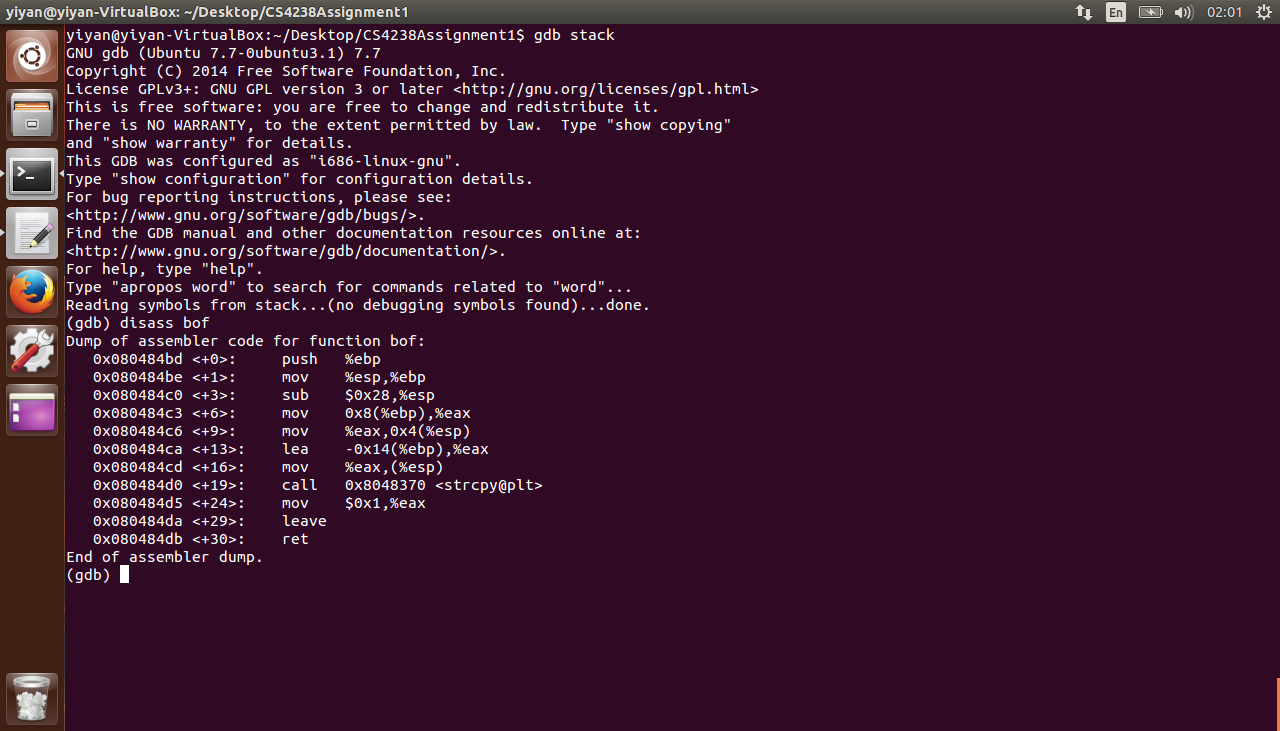 yiyan@yiyan-VirtualBox: ~/Desktop/CS4238Assignment1
En
02:01
yiyan@yiyan-VirtualBox:~/Desktop/CS4238Assignment1$ gdb stack
GNU gdb (Ubuntu 7.7-0ubuntu3.1) 7.7
Copyright (C) 2014 Free Software Foundation, Inc.
License GPLv3+: GNU GPL version 3 or later <http://gnu.org/licenses/gpl.html>
This is free software: you are free to change and redistribute it.
There is NO WARRANTY, to the extent permitted by law.  Type "show copying"
and "show warranty" for details.
This GDB was configured as "i686-linux-gnu".
Type "show configuration" for configuration details.
For bug reporting instructions, please see:
<http://www.gnu.org/software/gdb/bugs/>.
Find the GDB manual and other documentation resources online at:
<http://www.gnu.org/software/gdb/documentation/>.
For help, type "help".
Type "apropos word" to search for commands related to "word"...
Reading symbols from stack...(no debugging symbols found)...done.
(gdb) disass bof
Dump of assembler code for function bof:
   0x080484bd <+0>:     push   %ebp
   0x080484be <+1>:     mov    %esp,%ebp
   0x080484c0 <+3>:     sub    $0x28,%esp
   0x080484c3 <+6>:     mov    0x8(%ebp),%eax
   0x080484c6 <+9>:     mov    %eax,0x4(%esp)
   0x080484ca <+13>:    lea    -0x14(%ebp),%eax
   0x080484cd <+16>:    mov    %eax,(%esp)
   0x080484d0 <+19>:    call   0x8048370 <strcpy@plt>
   0x080484d5 <+24>:    mov    $0x1,%eax
   0x080484da <+29>:    leave
   0x080484db <+30>:    ret
End of assembler dump.
(gdb)